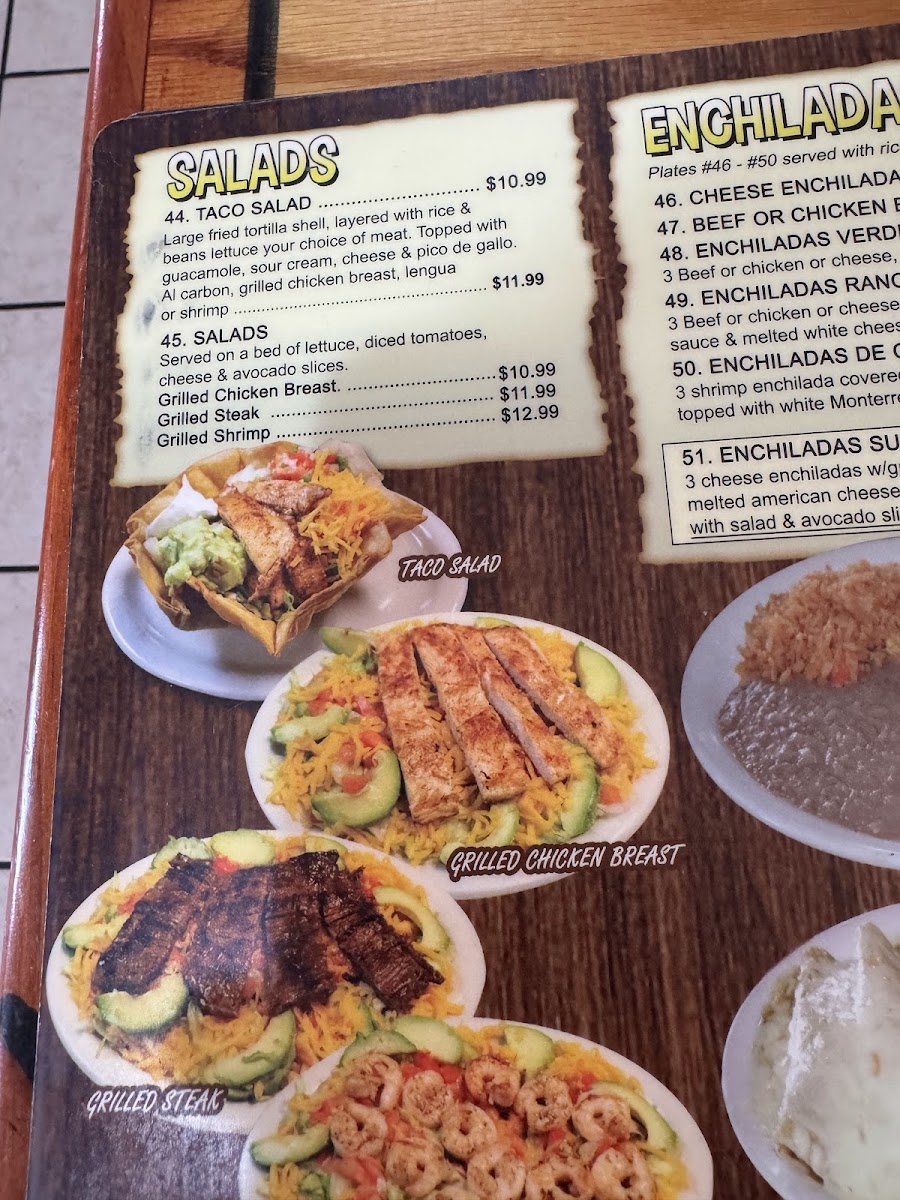 SALADS
44. TACO SALAD ................................ $10.99
Large fried tortilla shell, layered with rice &
beans lettuce your choice of meat. Topped with
guacamole, sour cream, cheese & pico de gallo.
Al carbon, grilled chicken breast, lengua
or shrimp .................................................. $11.99
45. SALADS
Served on a bed of lettuce, diced tomatoes,
cheese & avocado slices.
Grilled Chicken Breast. ............................. $10.99
Grilled Steak ............................................ $11.99
Grilled Shrimp .......................................... $12.99
TACO SALAD
GRILLED CHICKEN BREAST
GRILLED STEAK
ENCHILADA
Plates #46 - #50 served with ric
46. CHEESE ENCHILADA
47. BEEF OR CHICKEN E
48. ENCHILADAS VERD
3 Beef or chicken or cheese,
49. ENCHILADAS RANC
3 Beef or chicken or cheese
sauce & melted white chees
50. ENCHILADAS DE
3 shrimp enchilada covere
topped with white Monterr
51. ENCHILADAS SU
3 cheese enchiladas w/g
melted american cheese
with salad & avocado sli